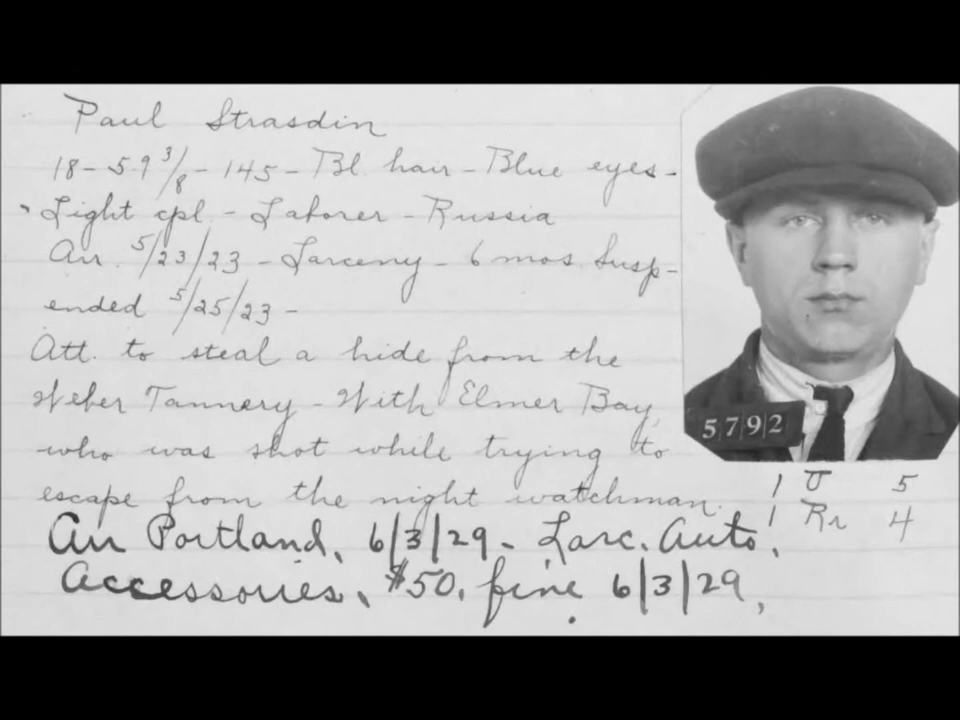 Paul Strasdin
18 - 5.9 3/8 - 145 - Bl. hair - Blue eyes -
Light cpl - Laborer - Russia
Arr. 5/23/23 - Larceny - 6 mos. Susp-
ended 5/25/23 -
Att. to steal a hide from the
Weber Tannery - With Elmer Bay,
who was shot while trying to
escape from the night watchman.
Arr Portland, 6/3/29 - Larc. Auto.
Accessories, $50. fine 6/3/29,
5792
1 U 5
1 Rr 4